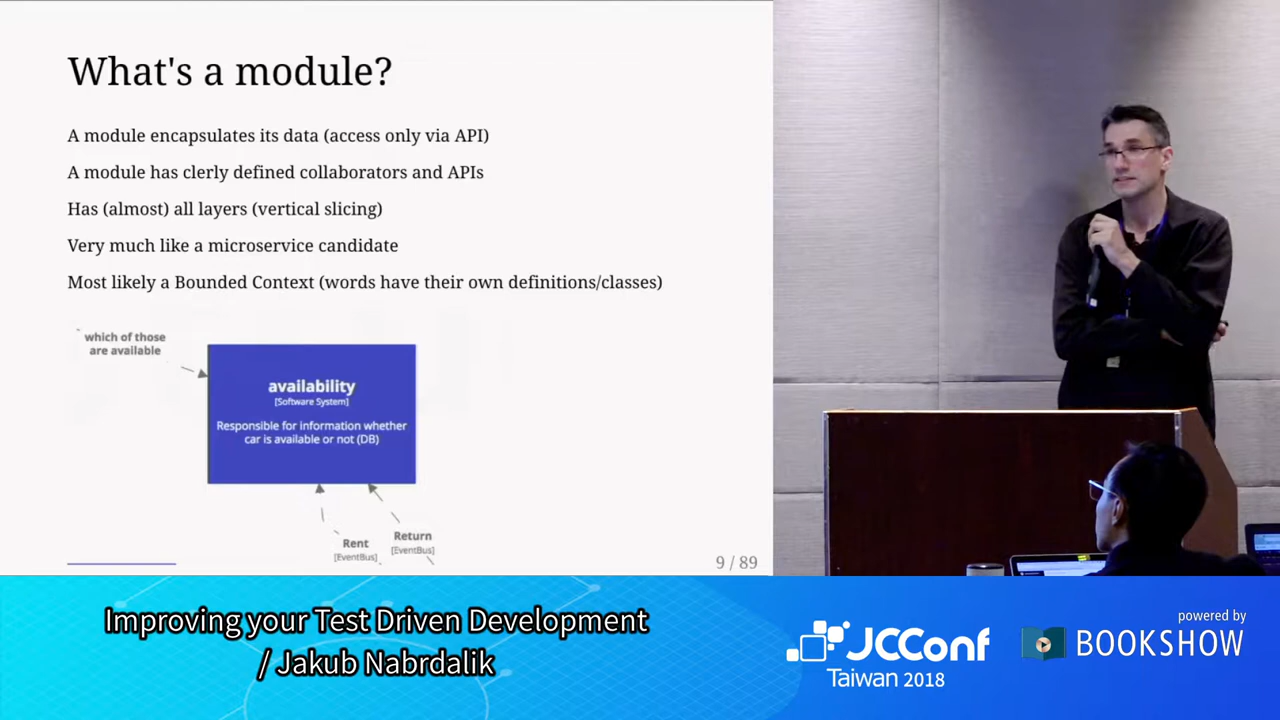 What's a module?
A module encapsulates its data (access only via API)
A module has clerly defined collaborators and APIs
Has (almost) all layers (vertical slicing)
Very much like a microservice candidate
Most likely a Bounded Context (words have their own definitions/classes)
which of those
are available
availability
[Software System]
Responsible for information whether
car is available or not (DB)
Rent
[EventBus]
Return
[EventBus]
9 / 89
Improving your Test Driven Development
/ Jakub Nabrdalik
JCConf
Taiwan 2018
powered by
BOOKSHOW